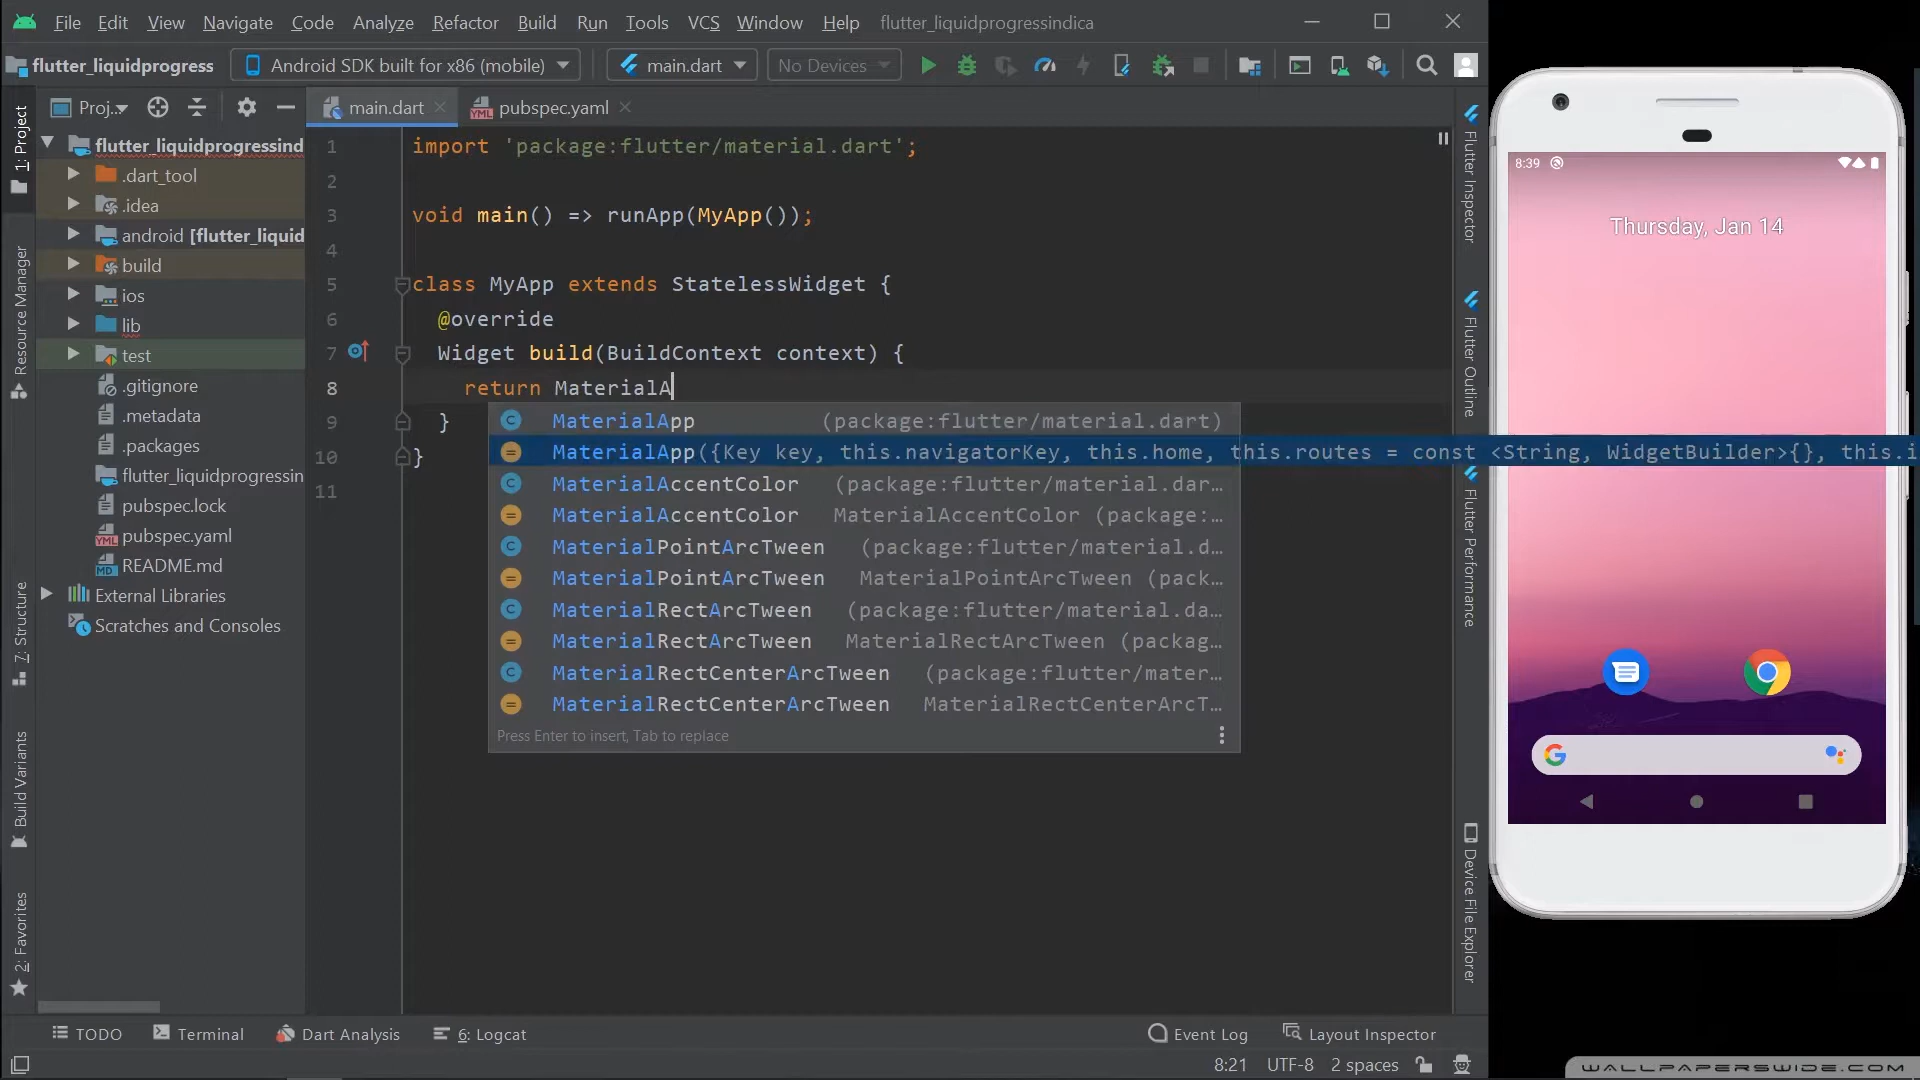 File Edit View Navigate Code Analyze Refactor Build Run Tools VCS Window Help flutter_liquidprogressindica
flutter_liquidprogress Android SDK built for x86 (mobile) main.dart No Devices
Proj... main.dart pubspec.yaml
1: Project
Resource Manager
7: Structure
Build Variants
2: Favorites
flutter_liquidprogressind
.dart_tool
.idea
android [flutter_liquid
build
ios
lib
test
.gitignore
.metadata
.packages
flutter_liquidprogressin
pubspec.lock
pubspec.yaml
README.md
External Libraries
Scratches and Consoles
1 import 'package:flutter/material.dart';
2
3 void main() => runApp(MyApp());
4
5 class MyApp extends StatelessWidget {
6 @override
7 Widget build(BuildContext context) {
8 return MaterialA
9 }
10 }
11
MaterialApp (package:flutter/material.dart)
MaterialApp({Key key, this.navigatorKey, this.home, this.routes = const <String, WidgetBuilder>{}, this.i
MaterialAccentColor (package:flutter/material.dar...
MaterialAccentColor MaterialAccentColor (package:...
MaterialPointArcTween (package:flutter/material.d...
MaterialPointArcTween MaterialPointArcTween (pack...
MaterialRectArcTween (package:flutter/material.da...
MaterialRectArcTween MaterialRectArcTween (packag...
MaterialRectCenterArcTween (package:flutter/mater...
MaterialRectCenterArcTween MaterialRectCenterArcT...
Press Enter to insert, Tab to replace
Flutter Inspector
Flutter Outline
Flutter Performance
Device File Explorer
8:39
Thursday, Jan 14
TODO Terminal Dart Analysis 6: Logcat Event Log Layout Inspector
8:21 UTF-8 2 spaces
WALLPAPERSWIDE.COM